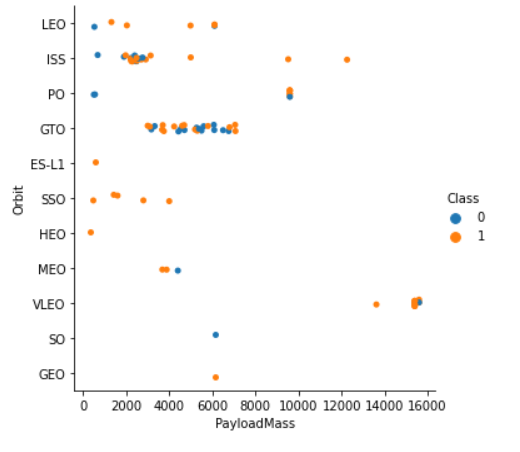 LEO
ISS
PO
GTO
ES-L1
SSO
HEO
MEO
VLEO
SO
GEO
Orbit
0 2000 4000 6000 8000 10000 12000 14000 16000
PayloadMass
Class
0
1